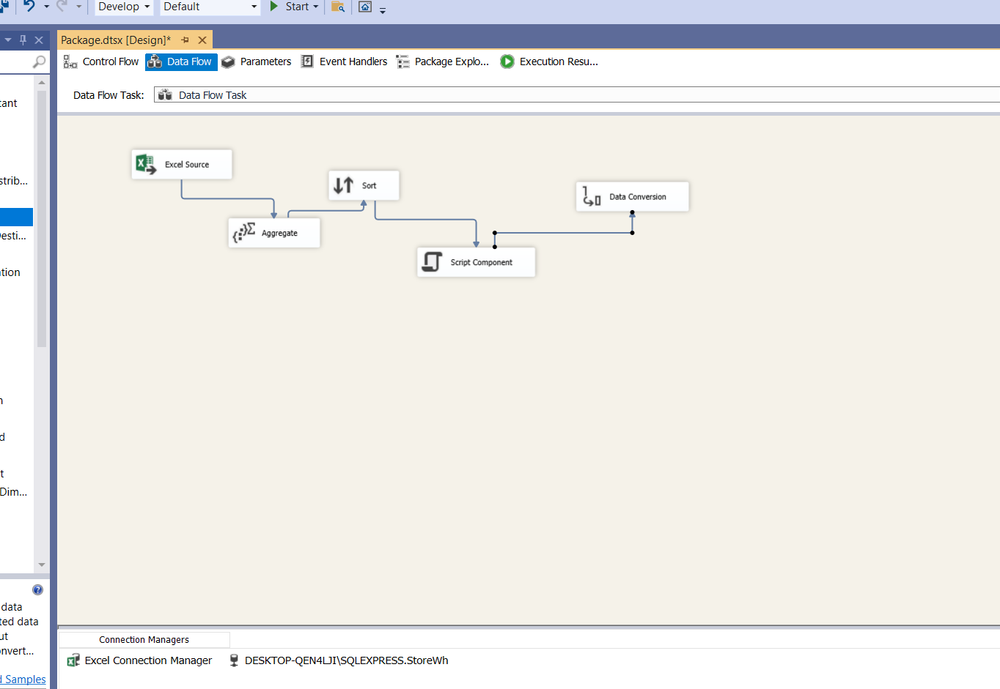 Develop Default Start
Package.dtsx [Design]*
Control Flow Data Flow Parameters Event Handlers Package Explo... Execution Resu...
Data Flow Task: Data Flow Task
tant
strib...
Desti...
tion
n
d
t
Dim...
Excel Source
Sort
Data Conversion
Aggregate
Script Component
data
ted data
ut
nvert...
d Samples
Connection Managers
Excel Connection Manager DESKTOP-QEN4LJI\SQLEXPRESS.StoreWh